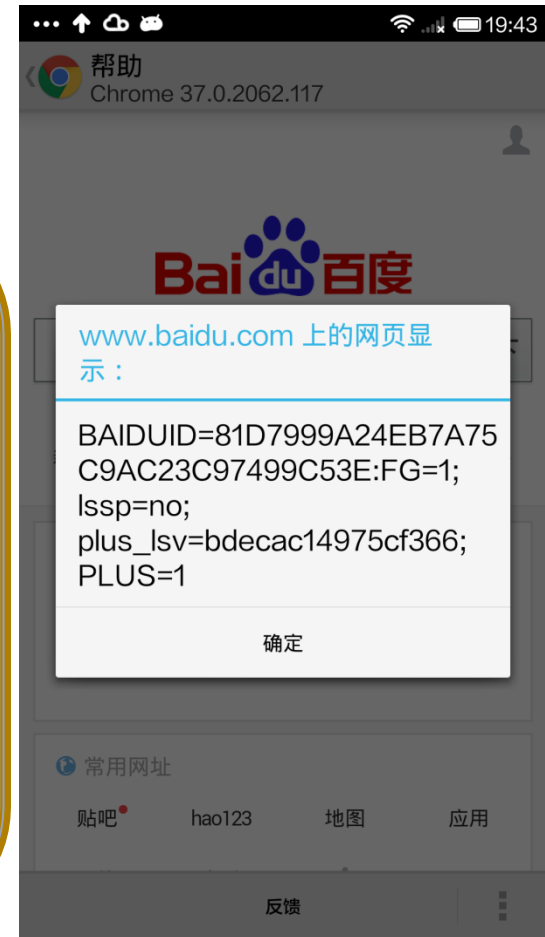 19:43
帮助
Chrome 37.0.2062.117
Bai du 百度
www.baidu.com 上的网页显
示：
BAIDUID=81D7999A24EB7A75
C9AC23C97499C53E:FG=1;
lssp=no;
plus_lsv=bdecac14975cf366;
PLUS=1
确定
常用网址
贴吧 hao123 地图 应用
反馈